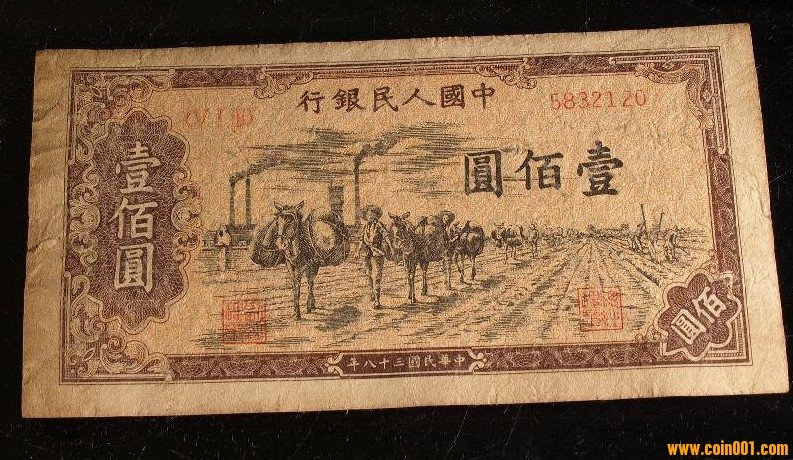 中國人民銀行
5832120
壹佰圓
壹佰圓
佰圓
中華民國三十八年
www.coin001.com